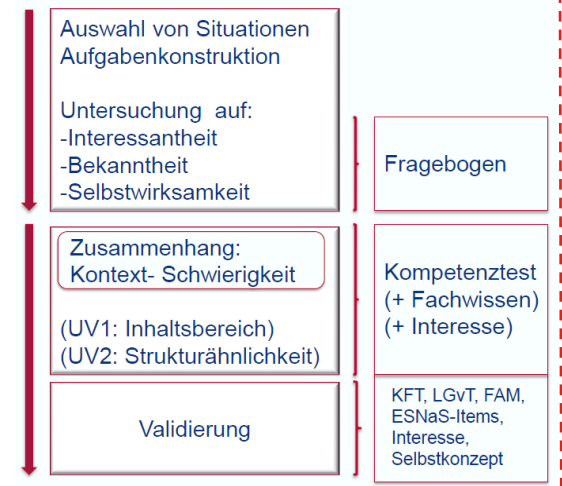 Auswahl von Situationen
Aufgabenkonstruktion
Untersuchung auf:
-Interessantheit
-Bekanntheit
-Selbstwirksamkeit
Fragebogen
Zusammenhang:
Kontext- Schwierigkeit
(UV1: Inhaltsbereich)
(UV2: Strukturähnlichkeit)
Kompetenztest
(+ Fachwissen)
(+ Interesse)
Validierung
KFT, LGvT, FAM,
ESNaS-Items,
Interesse,
Selbstkonzept